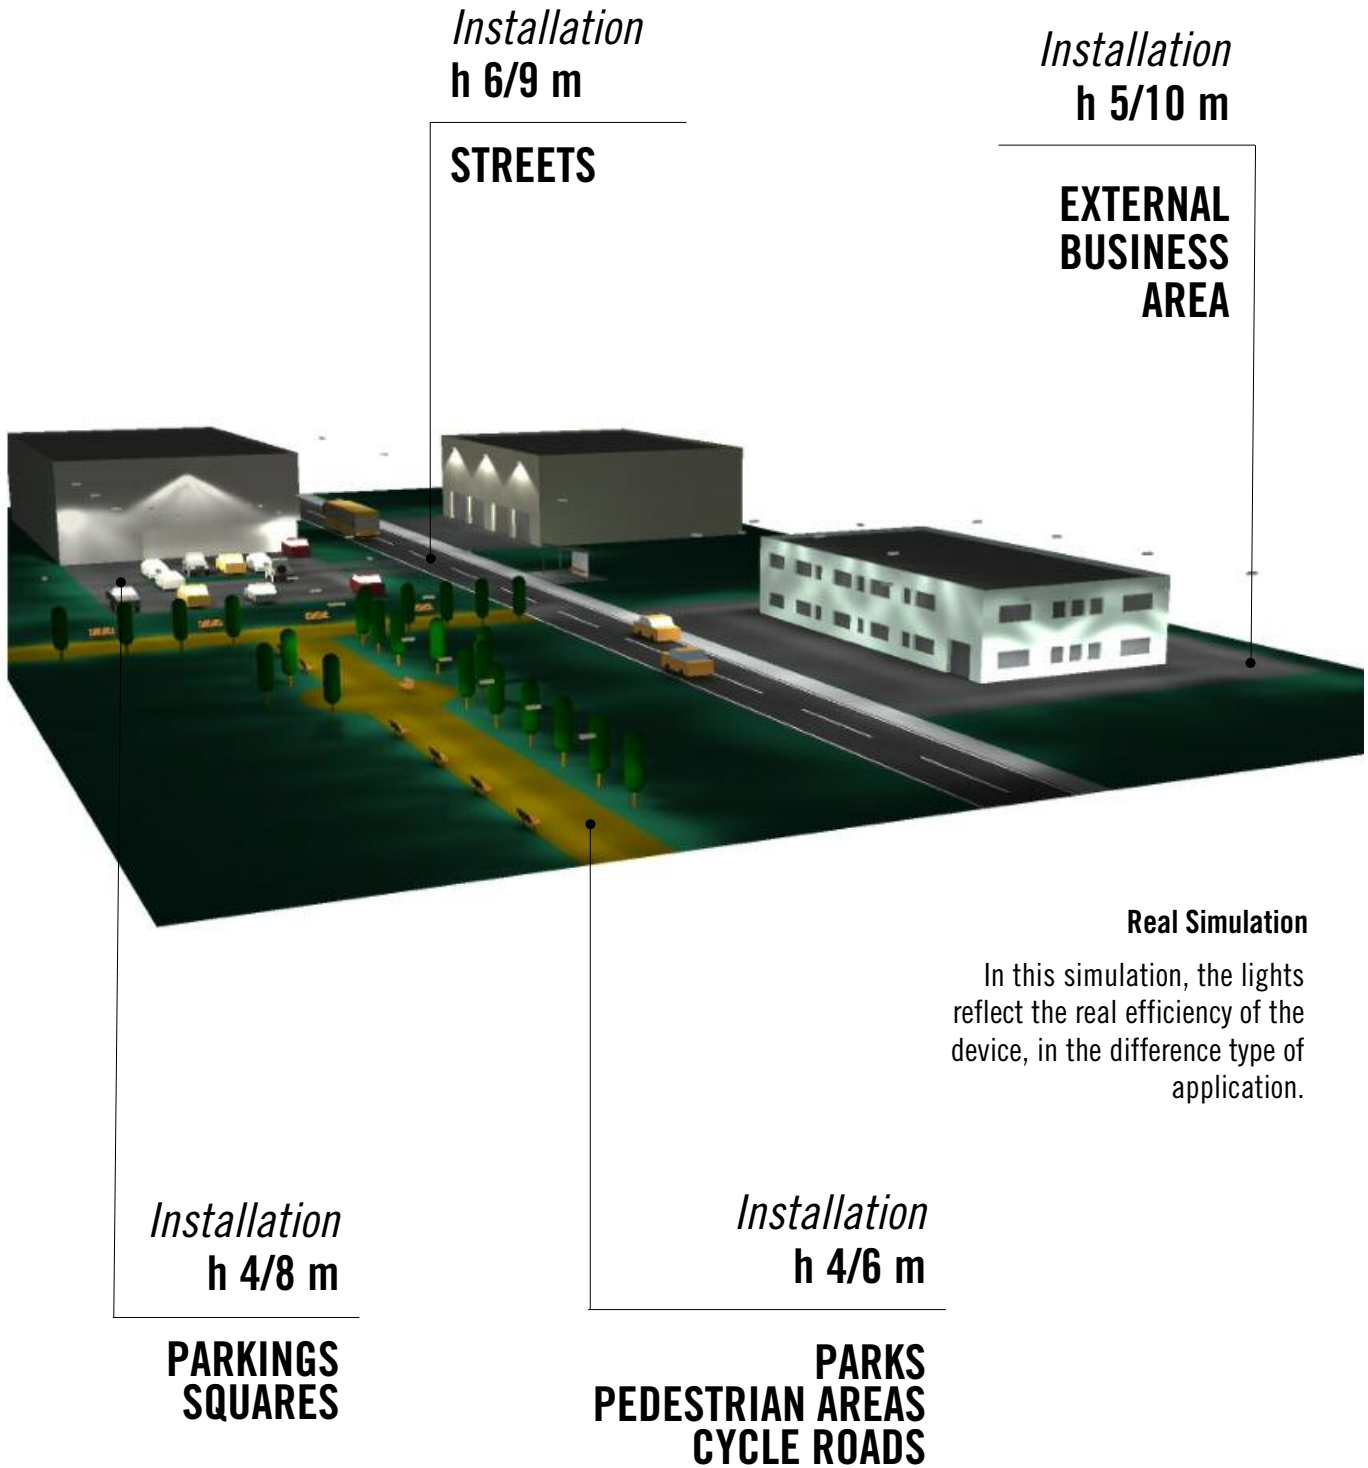 Installation
h 6/9 m
STREETS
Installation
h 5/10 m
EXTERNAL
BUSINESS
AREA
Real Simulation
In this simulation, the lights
reflect the real efficiency of the
device, in the difference type of
application.
Installation
h 4/8 m
PARKINGS
SQUARES
Installation
h 4/6 m
PARKS
PEDESTRIAN AREAS
CYCLE ROADS